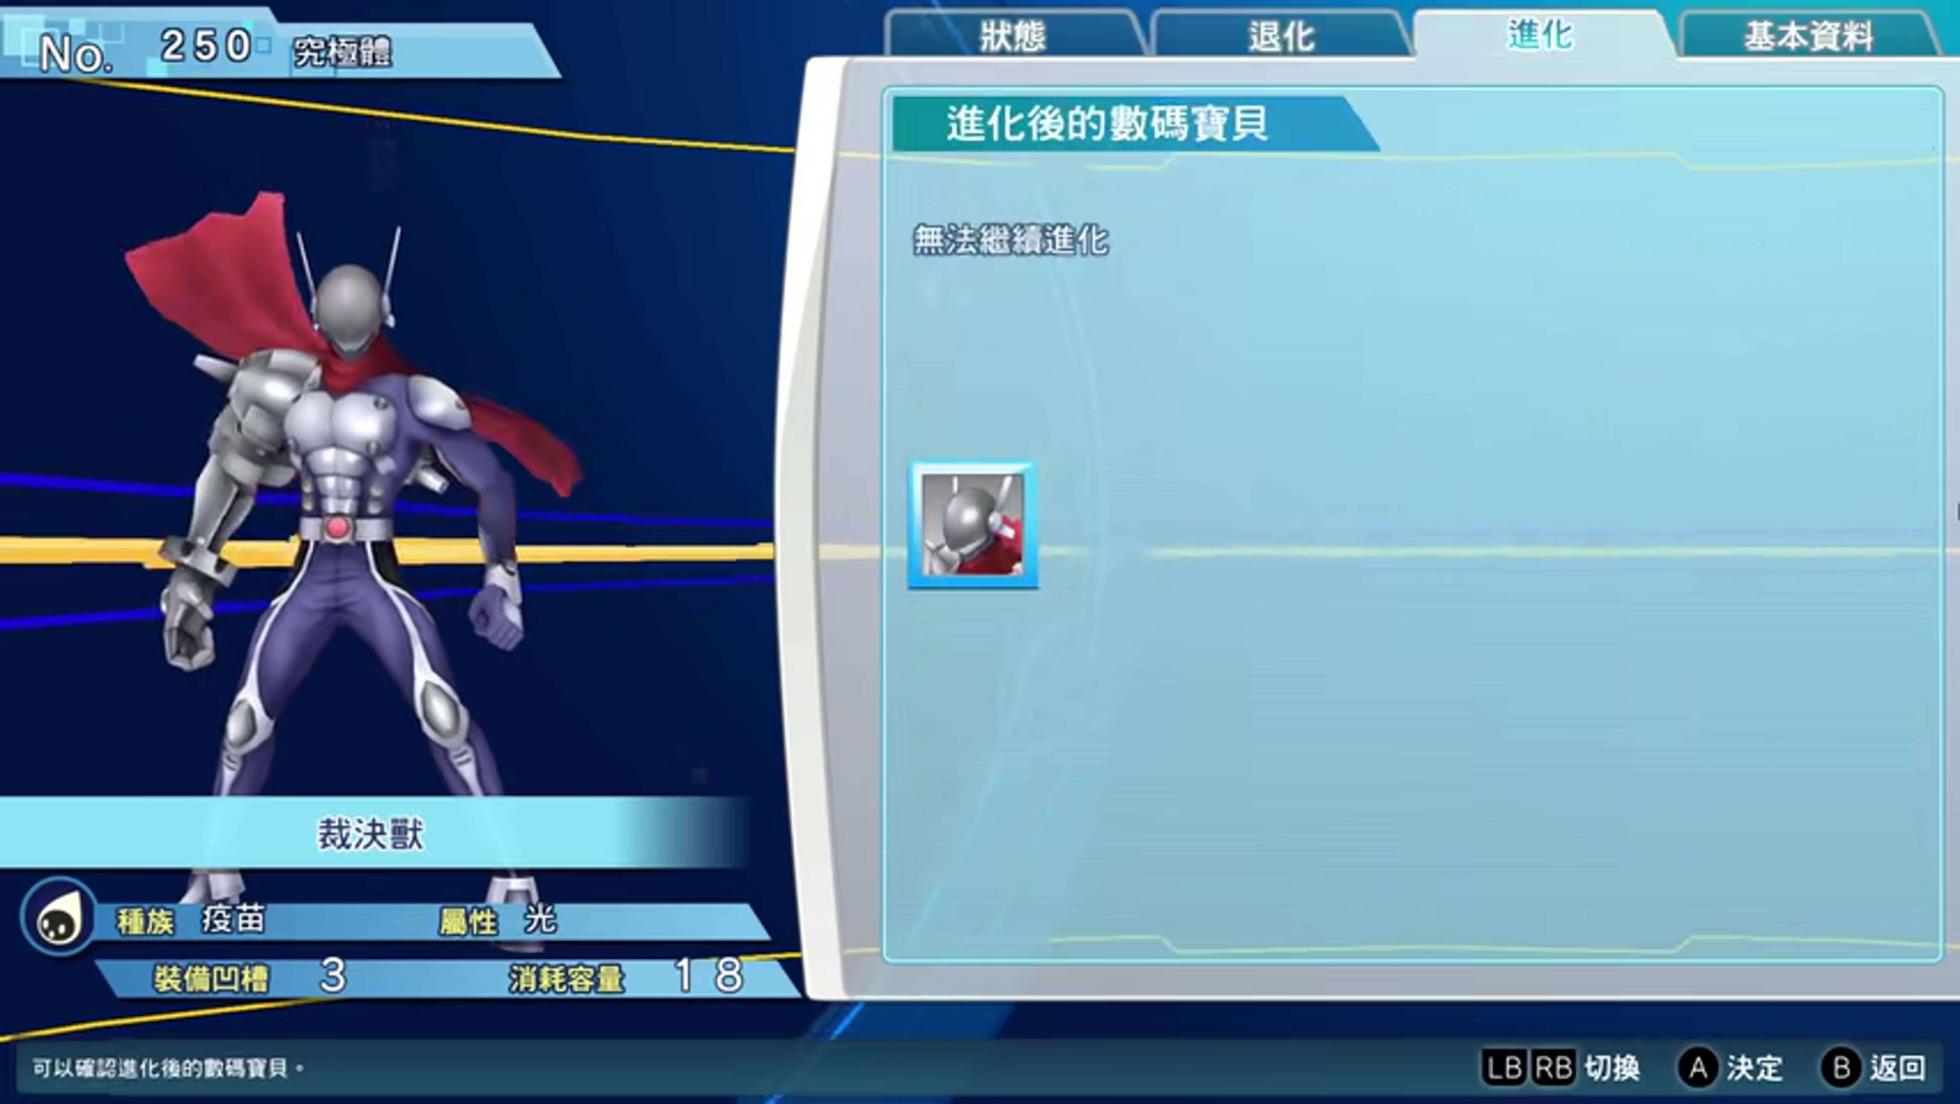 No. 250 究極體
狀態 退化 進化 基本資料
進化後的數碼寶貝
無法繼續進化
裁決獸
種族 疫苗 屬性 光
裝備凹槽 3 消耗容量 18
可以確認進化後的數碼寶貝。
LB RB 切換 A 決定 B 返回